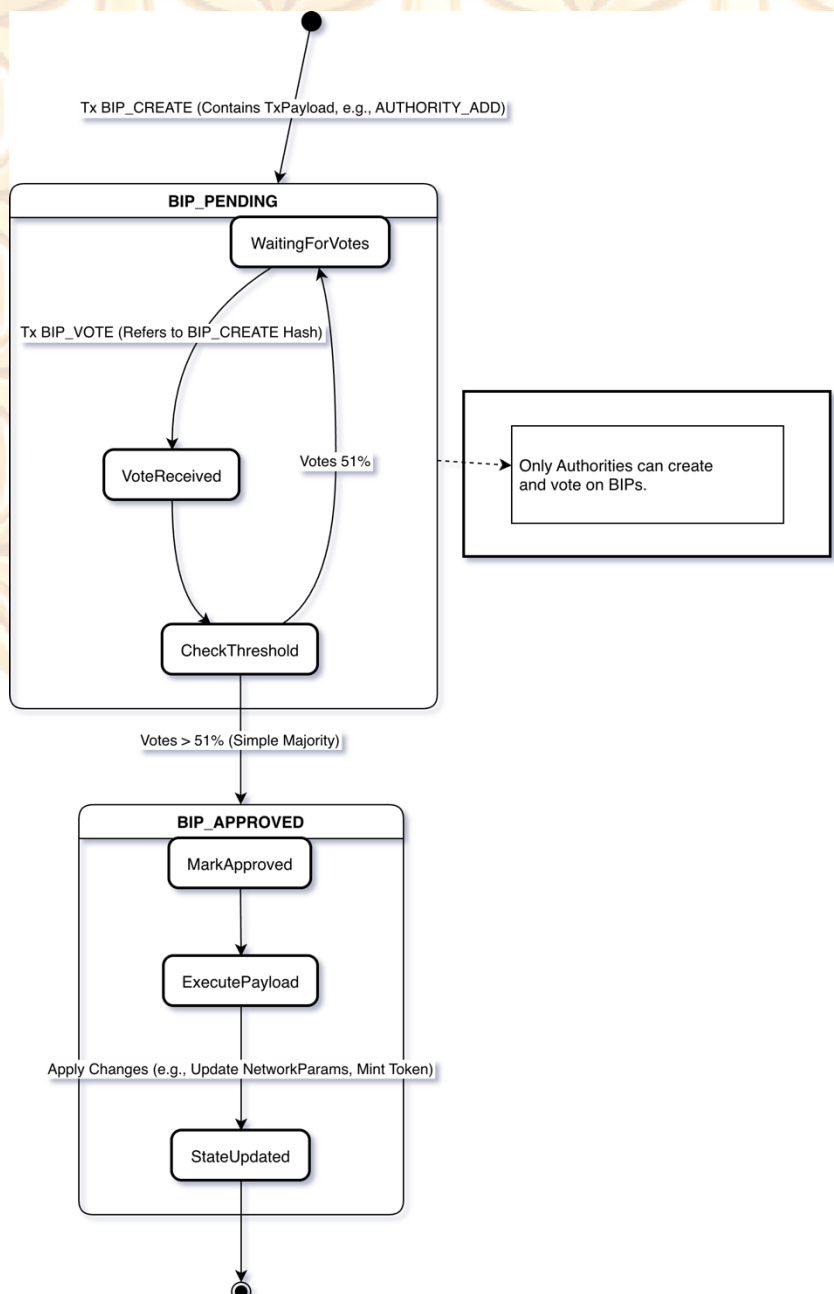 Tx BIP_CREATE (Contains TxPayload, e.g., AUTHORITY_ADD)
BIP_PENDING
WaitingForVotes
Tx BIP_VOTE (Refers to BIP_CREATE Hash)
VoteReceived
Votes 51%
Only Authorities can create
and vote on BIPs.
CheckThreshold
Votes > 51% (Simple Majority)
BIP_APPROVED
MarkApproved
ExecutePayload
Apply Changes (e.g., Update NetworkParams, Mint Token)
StateUpdated